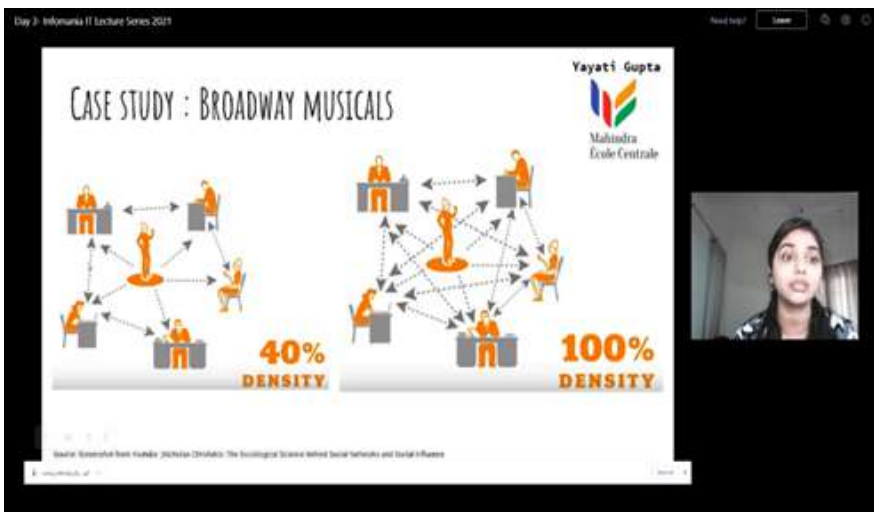 Day 3- Infomania IT Lecture Series 2021
Need help?
Leave
Yayati Gupta
CASE STUDY : BROADWAY MUSICALS
Mahindra
École Centrale
40%
DENSITY
100%
DENSITY
Source: Screenshot from Youtube: (Nicholas Christakis: The Sociological Science Behind Social Networks and Social Influence